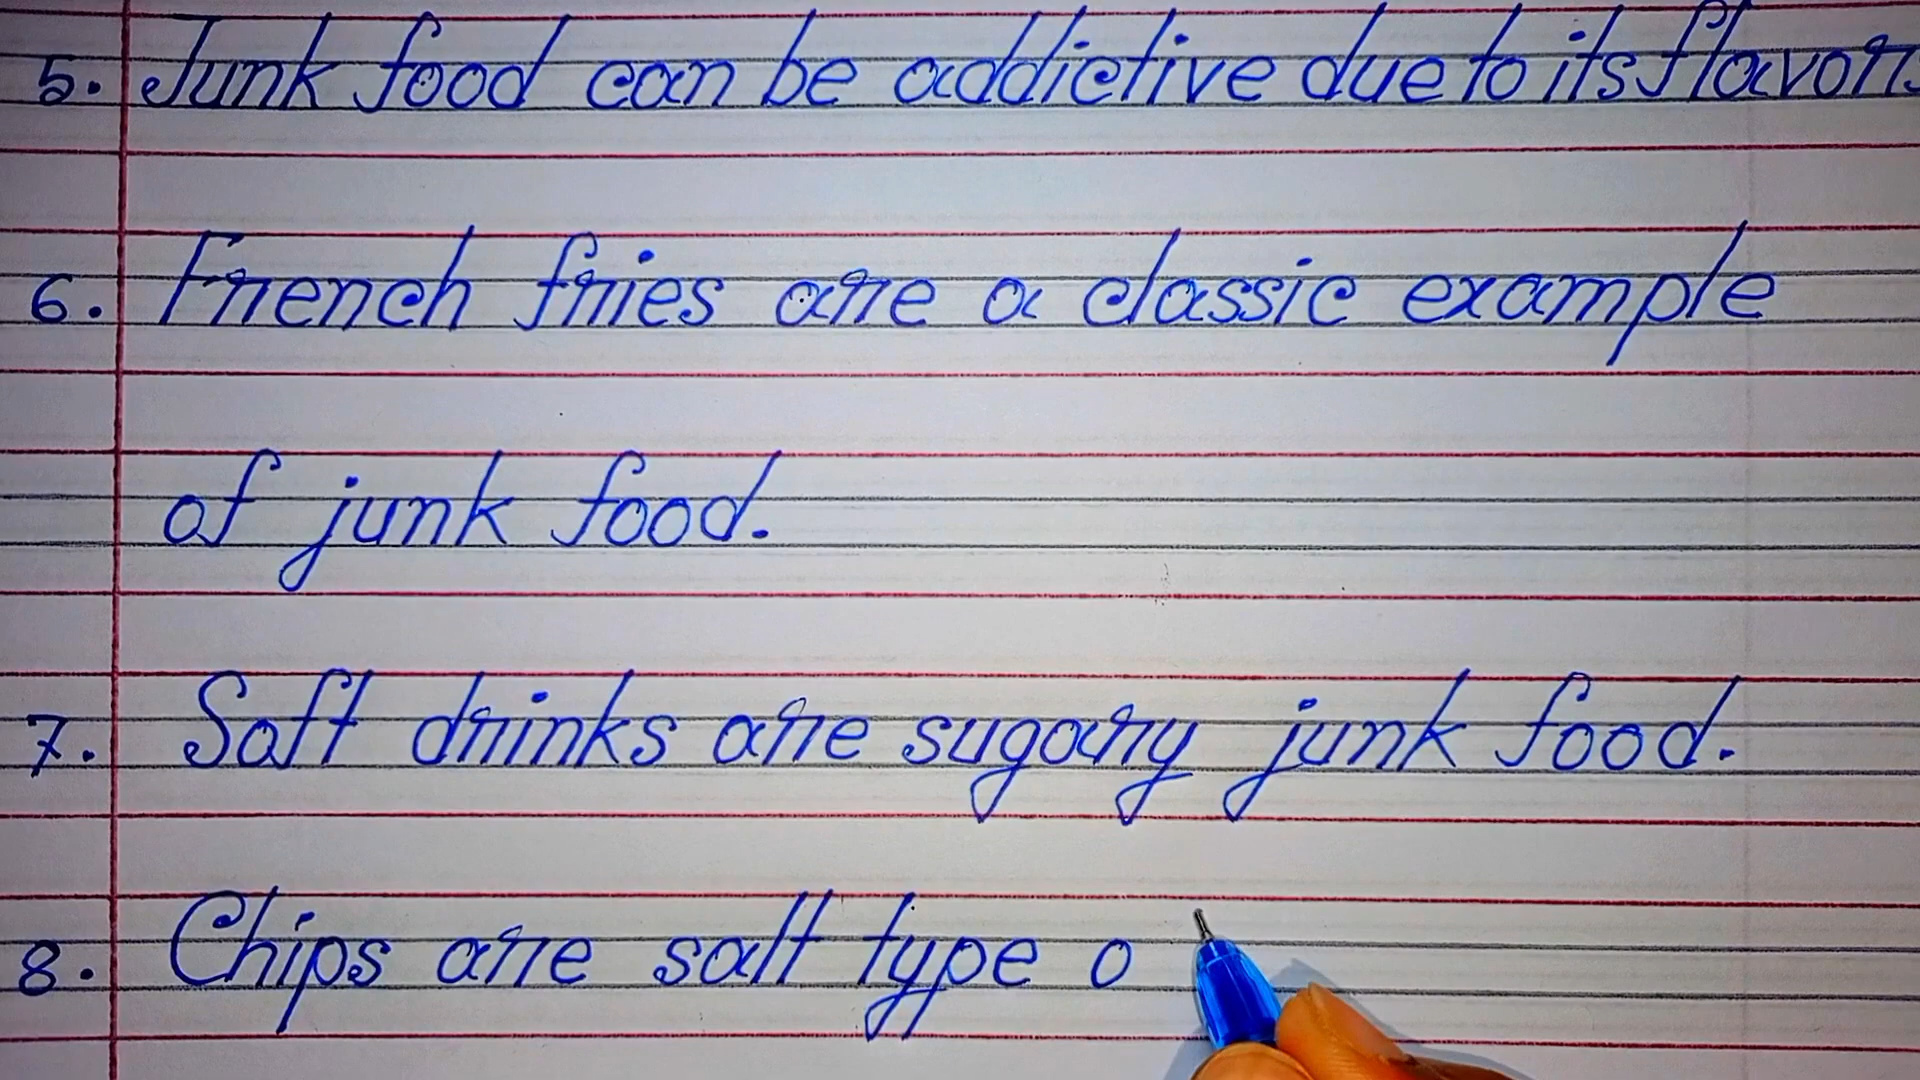 5. Junk food can be addictive due to its flavors
6. French fries are a classic example
of junk food.
7. Soft drinks are sugary junk food.
8. Chips are salt type o